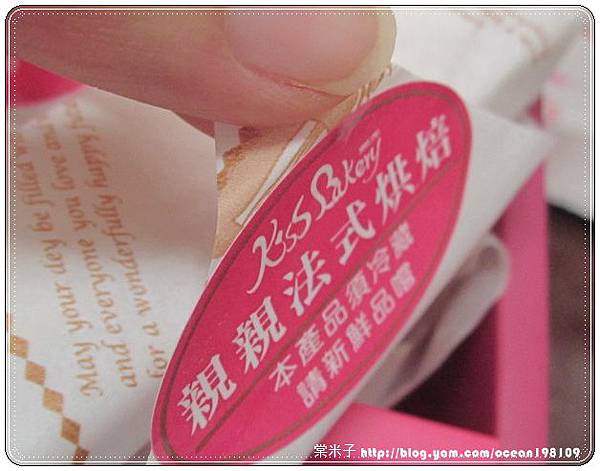 Kiss Bakery
親親法式烘焙
本產品須冷藏
請新鮮品嚐
May your dey be filled
and everyone you love and
and a wonderfully happy
常米子 http://blog.yam.com/ocean198109